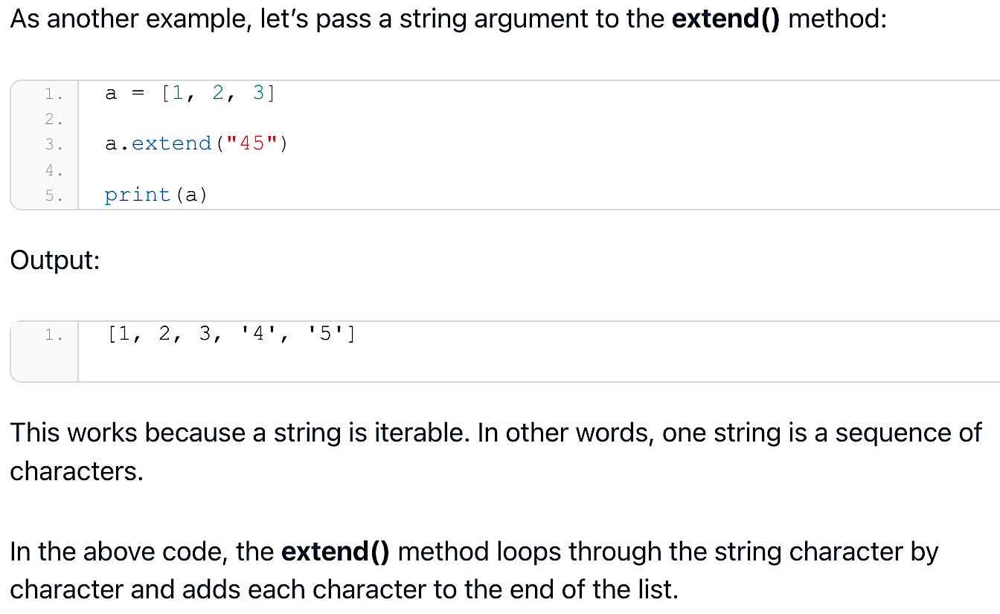 As another example, let’s pass a string argument to the extend() method:
1. a = [1, 2, 3]
2.
3. a.extend("45")
4.
5. print(a)
Output:
1. [1, 2, 3, '4', '5']
This works because a string is iterable. In other words, one string is a sequence of
characters.
In the above code, the extend() method loops through the string character by
character and adds each character to the end of the list.